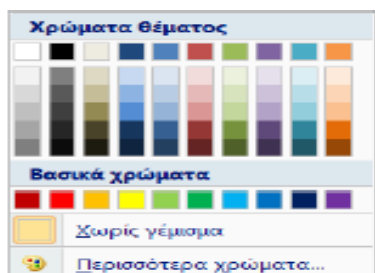 Χρώματα θέματος
Βασικά χρώματα
Χωρίς γέμισμα
Περισσότερα χρώματα...